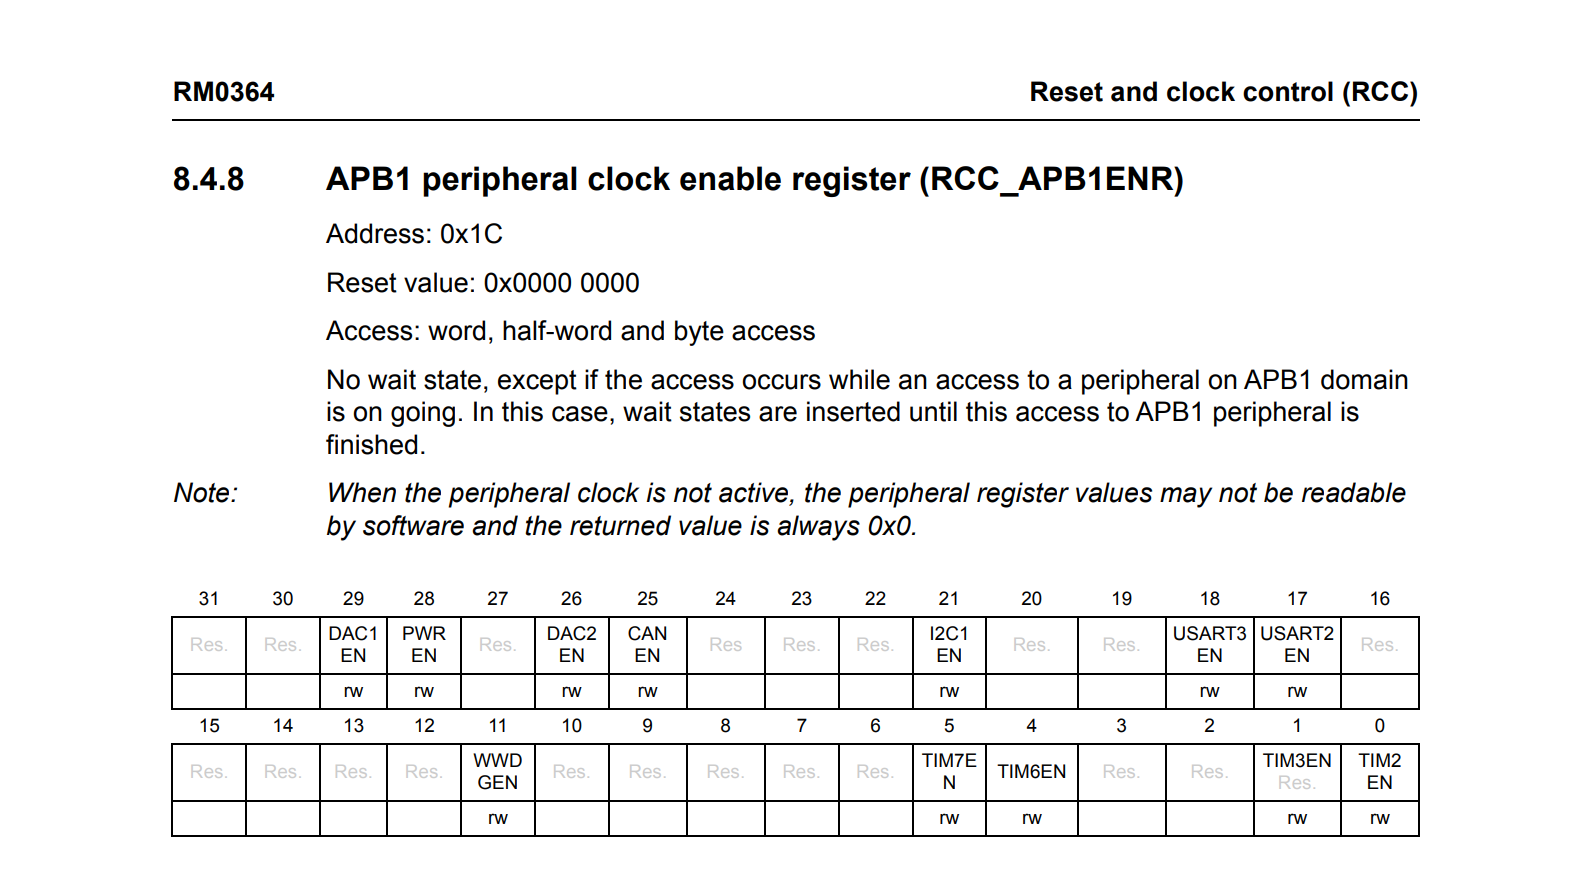 RM0364 Reset and clock control (RCC)
8.4.8 APB1 peripheral clock enable register (RCC_APB1ENR)
Address: 0x1C
Reset value: 0x0000 0000
Access: word, half-word and byte access
No wait state, except if the access occurs while an access to a peripheral on APB1 domain
is on going. In this case, wait states are inserted until this access to APB1 peripheral is
finished.
Note: When the peripheral clock is not active, the peripheral register values may not be readable
by software and the returned value is always 0x0.
31 30 29 28 27 26 25 24 23 22 21 20 19 18 17 16
Res. Res. DAC1 EN PWR EN Res. DAC2 EN CAN EN Res Res. Res. I2C1 EN Res. Res. USART3 EN USART2 EN Res.
rw rw rw rw rw rw rw
15 14 13 12 11 10 9 8 7 6 5 4 3 2 1 0
Res. Res. Res. Res. WWD GEN Res. Res. Res. Res. Res. TIM7E N TIM6EN Res. Res. TIM3EN Res. TIM2 EN
rw rw rw rw rw